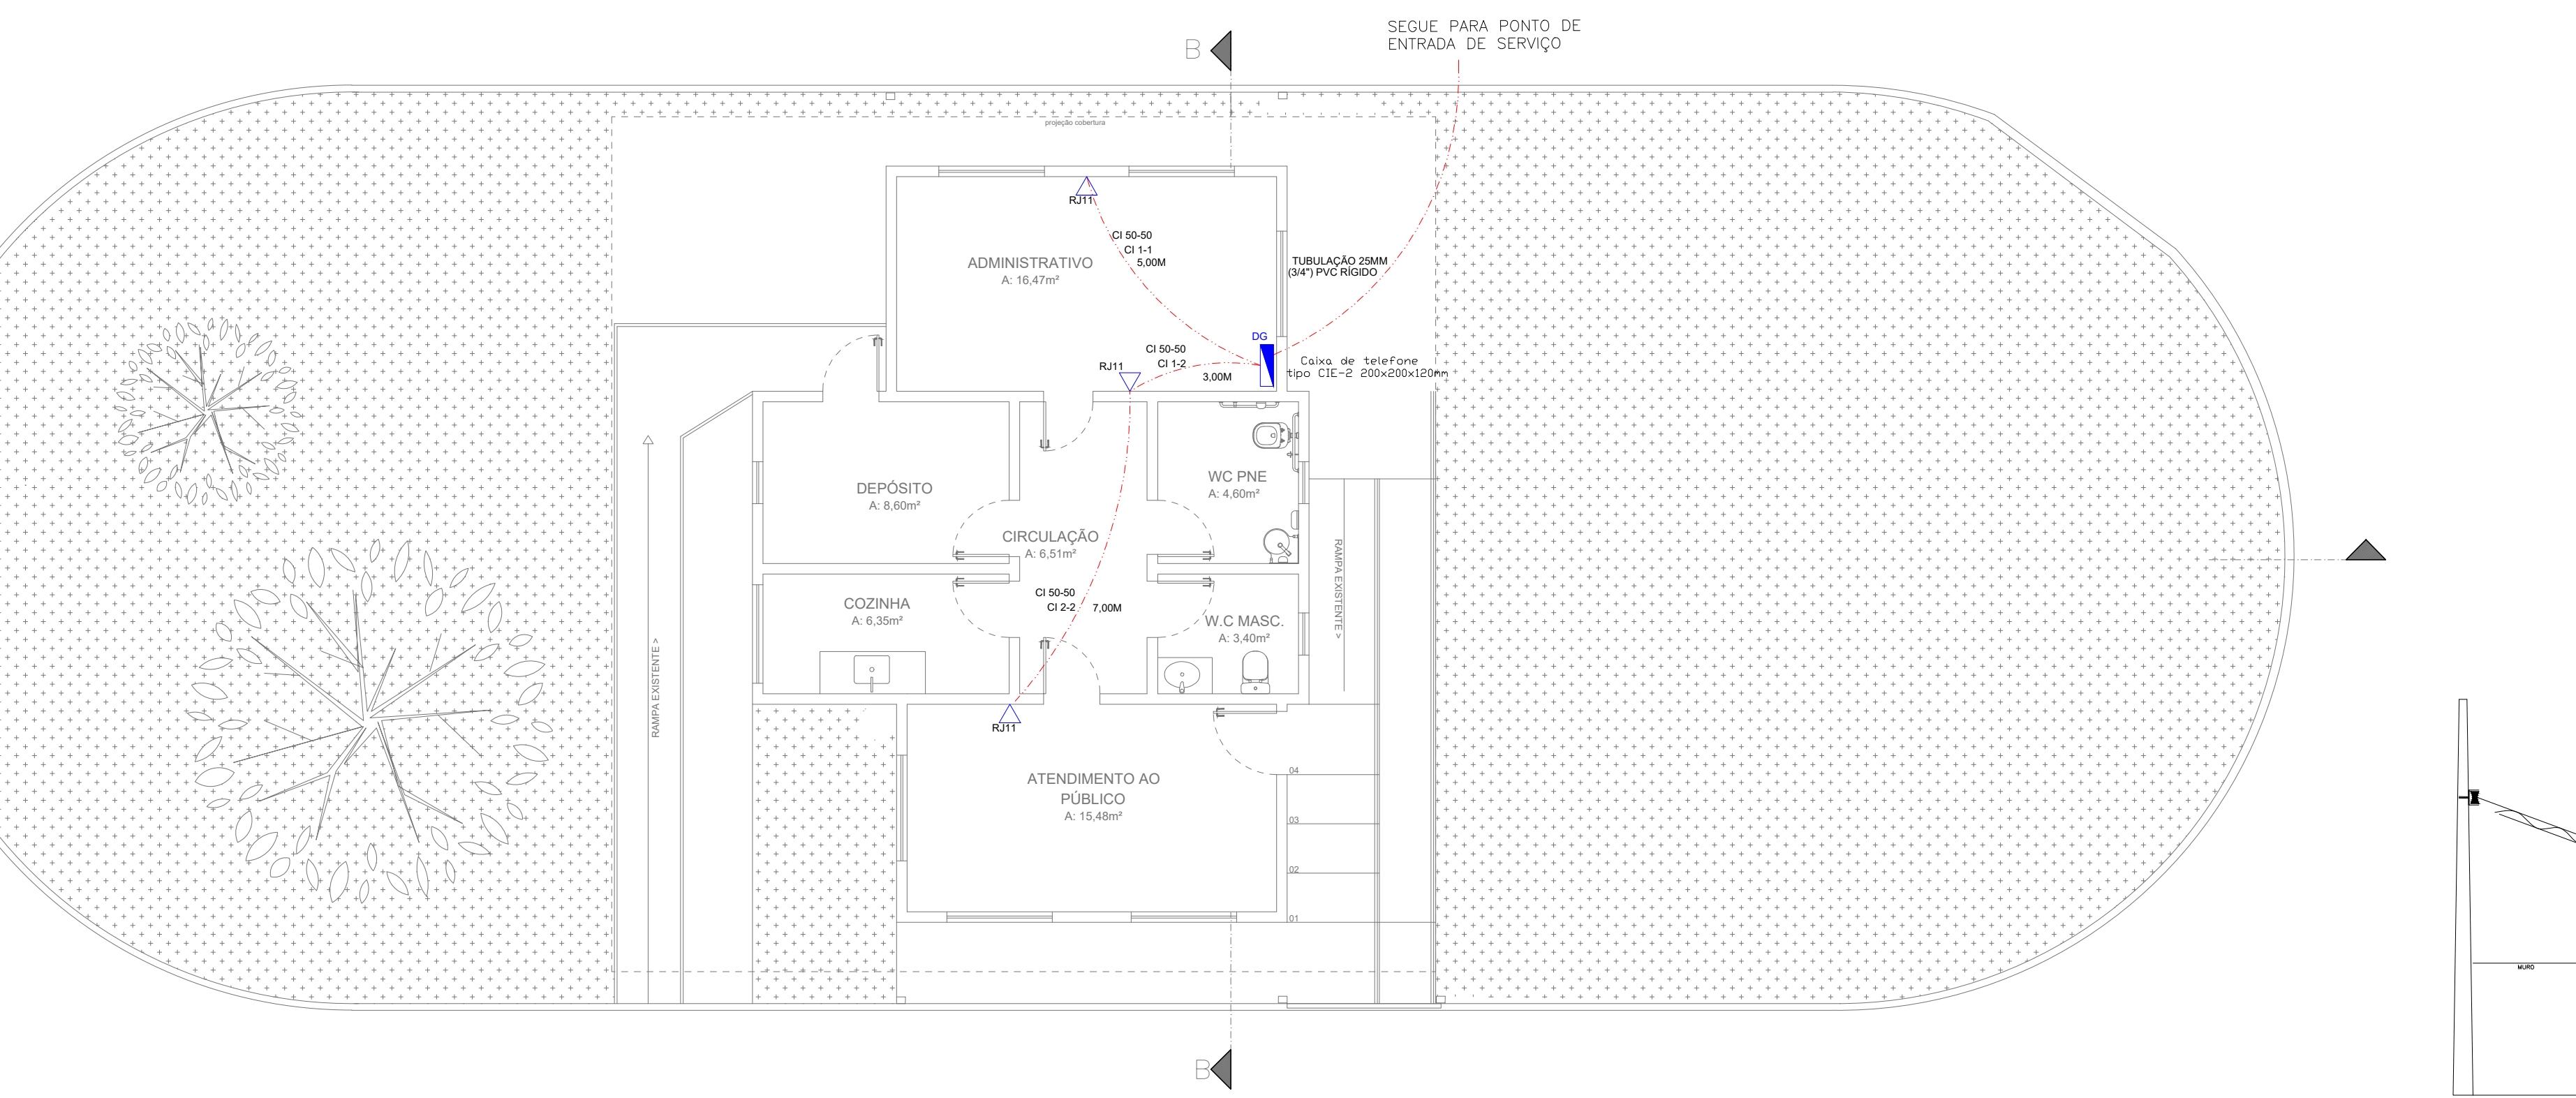 SEGUE PARA PONTO DE
ENTRADA DE SERVIÇO
B
projeção cobertura
RJ11
CI 50-50
CI 1-1
5,00M
ADMINISTRATIVO
A: 16,47m²
TUBULAÇÃO 25MM
(3/4") PVC RÍGIDO
DG
CI 50-50
CI 1-2
3,00M
RJ11
Caixa de telefone
tipo CIE-2 200x200x120mm
DEPÓSITO
A: 8,60m²
WC PNE
A: 4,60m²
CIRCULAÇÃO
A: 6,51m²
RAMPA EXISTENTE >
CI 50-50
CI 2-2
7,00M
COZINHA
A: 6,35m²
W.C MASC.
A: 3,40m²
RAMPA EXISTENTE >
RJ11
ATENDIMENTO AO
PÚBLICO
A: 15,48m²
04
03
02
01
MURO
B